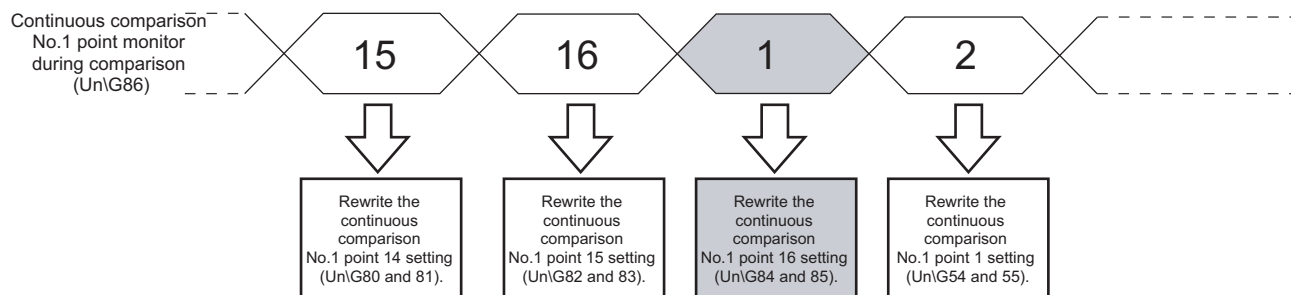 Continuous comparison
No.1 point monitor
during comparison
(Un\G86)
15
16
1
2
Rewrite the
continuous
comparison
No.1 point 14 setting
(Un\G80 and 81).
Rewrite the
continuous
comparison
No.1 point 15 setting
(Un\G82 and 83).
Rewrite the
continuous
comparison
No.1 point 16 setting
(Un\G84 and 85).
Rewrite the
continuous
comparison
No.1 point 1 setting
(Un\G54 and 55).